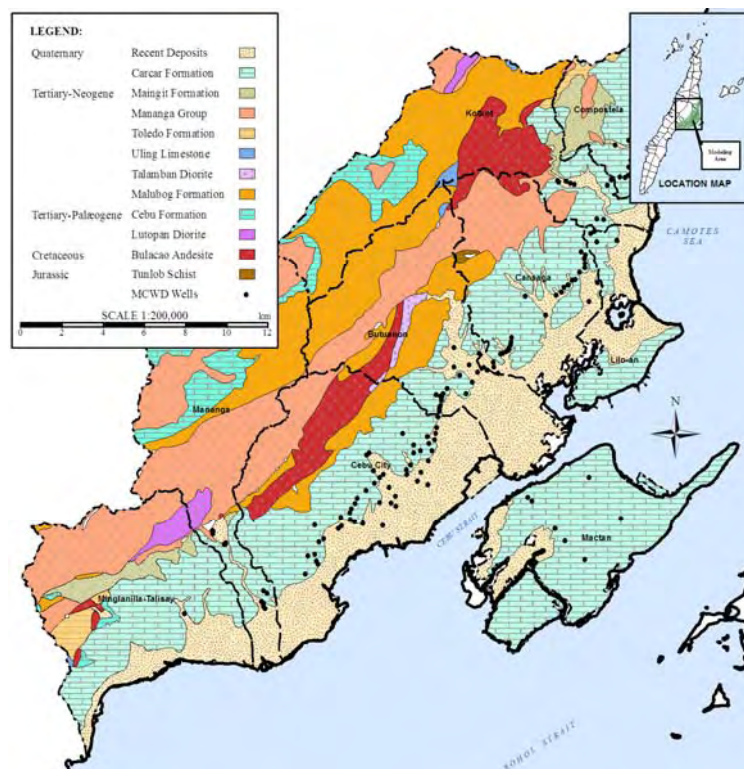 LEGEND:
Quaternary Recent Deposits
Carcar Formation
Tertiary-Neogene Maingit Formation
Mananga Group
Toledo Formation
Uling Limestone
Talamban Diorite
Malubog Formation
Tertiary-Palæogene Cebu Formation
Lutopan Diorite
Cretaceous Bulacao Andesite
Jurassic Tunlob Schist
MCWD Wells
SCALE 1:200,000 km
0 2 4 6 8 10 12
Modeling
Area
LOCATION MAP
Kotkot
Compostela
CAMOTES
SEA
Cansaga
Butuanon
Lilo-an
Mananga
N
Cebu City
CEBU STRAIT
Mactan
Minglanilla-Talisay
BOHOL STRAIT